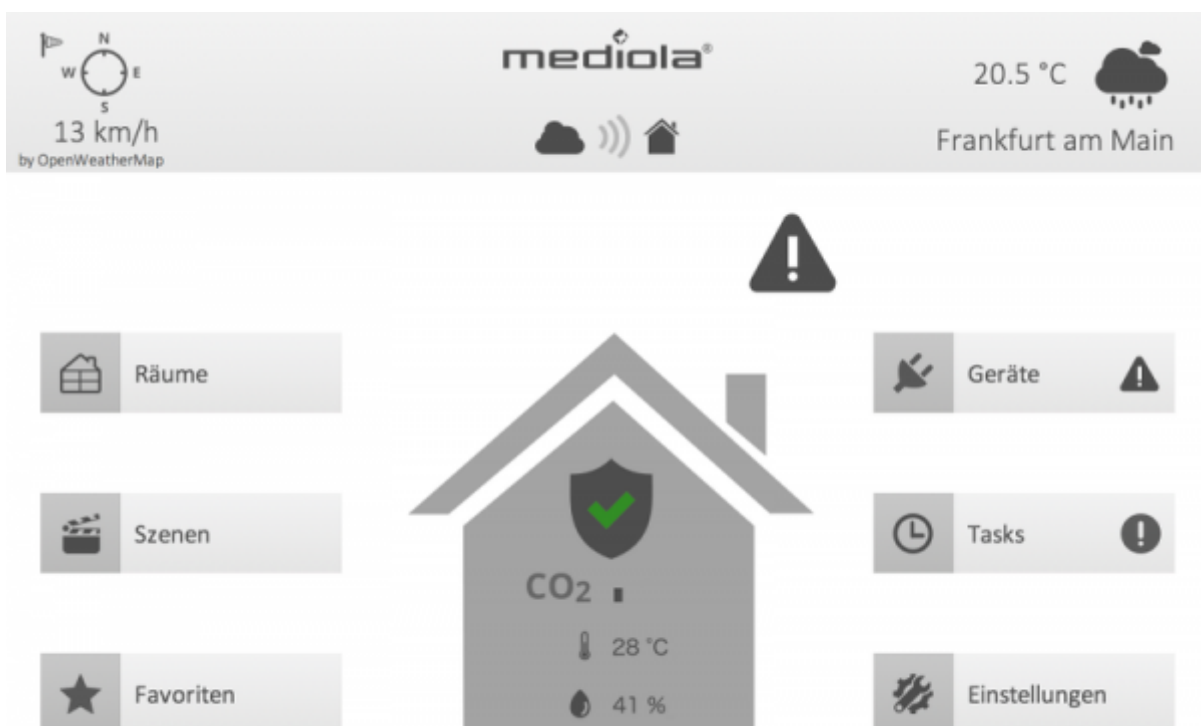 N
W E
S
13 km/h
by OpenWeatherMap
mediola®
20.5 °C
Frankfurt am Main
Räume
Szenen
Favoriten
CO2
28 °C
41 %
Geräte
Tasks
Einstellungen